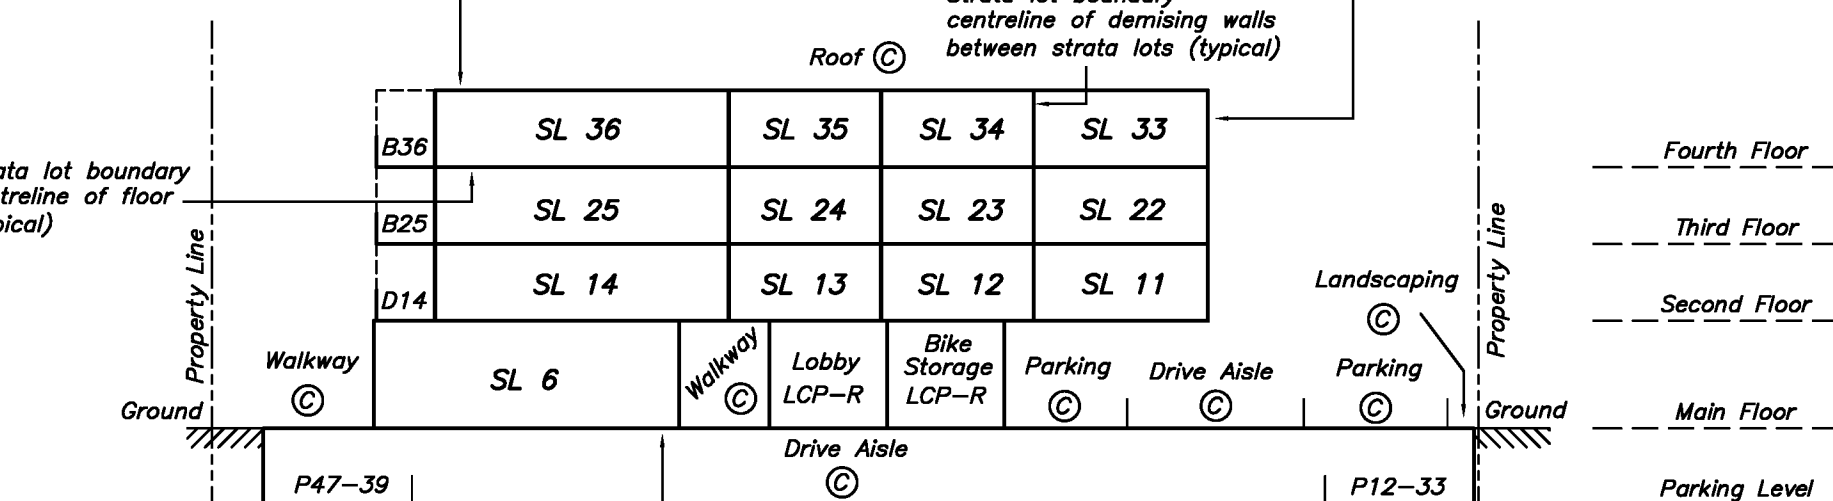 centreline of demising walls
between strata lots (typical)
Roof C
SL 36
SL 35
SL 34
SL 33
B36
Fourth Floor
ata lot boundary
treline of floor
pical)
SL 25
SL 24
SL 23
SL 22
B25
Third Floor
Property Line
Property Line
SL 14
SL 13
SL 12
SL 11
D14
Landscaping
C
Second Floor
Walkway
C
SL 6
Walkway
C
Lobby
LCP-R
Bike
Storage
LCP-R
Parking
C
Drive Aisle
C
Parking
C
Ground
Ground
Main Floor
Drive Aisle
C
P47-39
P12-33
Parking Level